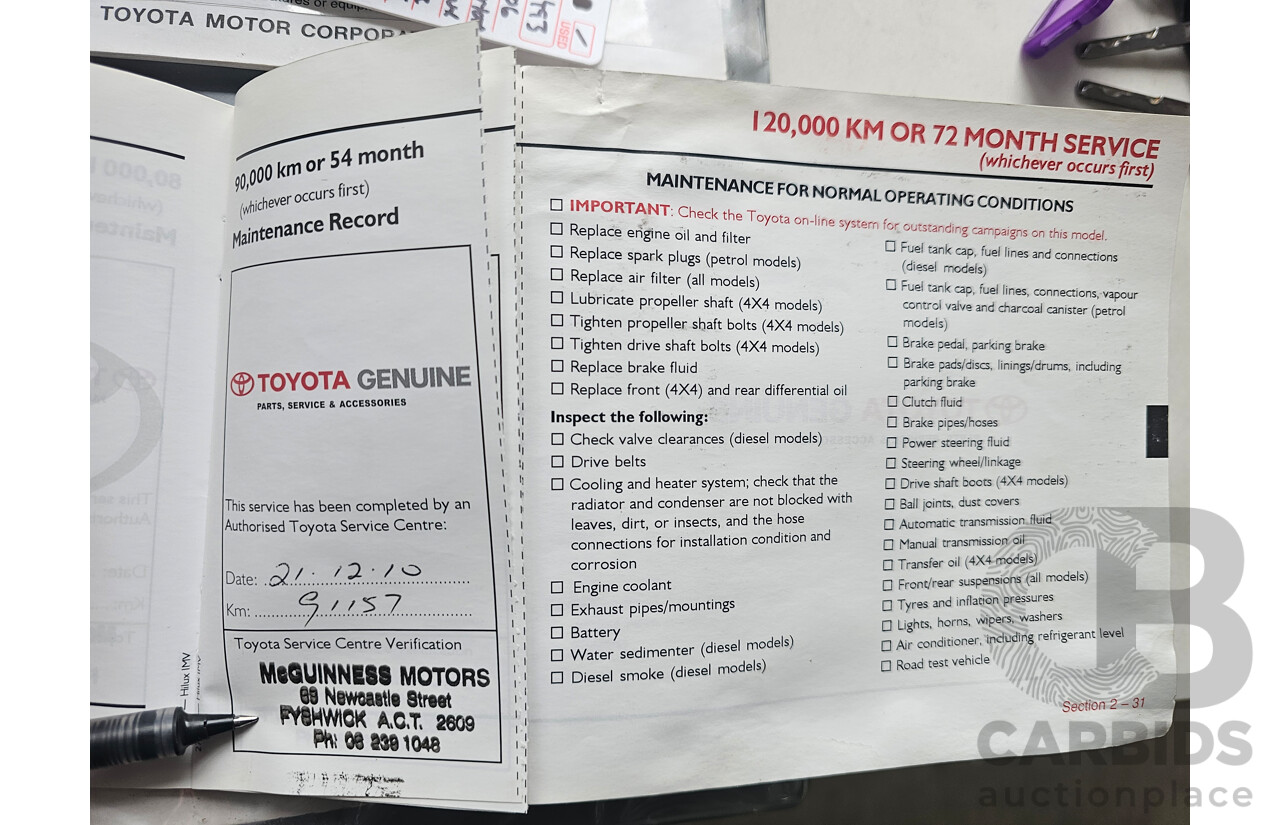 TOYOTA MOTOR CORPORA
USED
90,000 km or 54 month
(whichever occurs first)
Maintenance Record
TOYOTA GENUINE
PARTS, SERVICE & ACCESSORIES
This service has been completed by an
Authorised Toyota Service Centre:
Date: 21.12.10
Km: 91157
Toyota Service Centre Verification
McGUINNESS MOTORS
Newcastle Street
FYSHWICK A.C.T. 2609
Ph: 1048
Hilux IMV
120,000 KM OR 72 MONTH SERVICE
(whichever occurs first)
MAINTENANCE FOR NORMAL OPERATING CONDITIONS
IMPORTANT: Check the Toyota on-line system for outstanding campaigns on this model.
Replace engine oil and filter
Replace spark plugs (petrol models)
Replace air filter (all models)
Lubricate propeller shaft (4X4 models)
Tighten propeller shaft bolts (4X4 models)
Tighten drive shaft bolts (4X4 models)
Replace brake fluid
Replace front (4X4) and rear differential oil
Inspect the following:
Check valve clearances (diesel models)
Drive belts
Cooling and heater system; check that the
radiator and condenser are not blocked with
leaves, dirt, or insects, and the hose
connections for installation condition and
corrosion
Engine coolant
Exhaust pipes/mountings
Battery
Water sedimenter (diesel models)
Diesel smoke (diesel models)
Fuel tank cap, fuel lines and connections
(diesel models)
Fuel tank cap, fuel lines, connections, vapour
control valve and charcoal canister (petrol
models)
Brake pedal, parking brake
Brake pads/discs, linings/drums, including
parking brake
Clutch fluid
Brake pipes/hoses
Power steering fluid
Steering wheel/linkage
Drive shaft boots (4X4 models)
Ball joints, dust covers
Automatic transmission fluid
Manual transmission oil
Transfer oil (4X4 models)
Front/rear suspensions (all models)
Tyres and inflation pressures
Lights, horns, wipers, washers
Air conditioner, including refrigerant level
Road test vehicle
Section 2 – 31
CB
CARBIDS
auctionplace